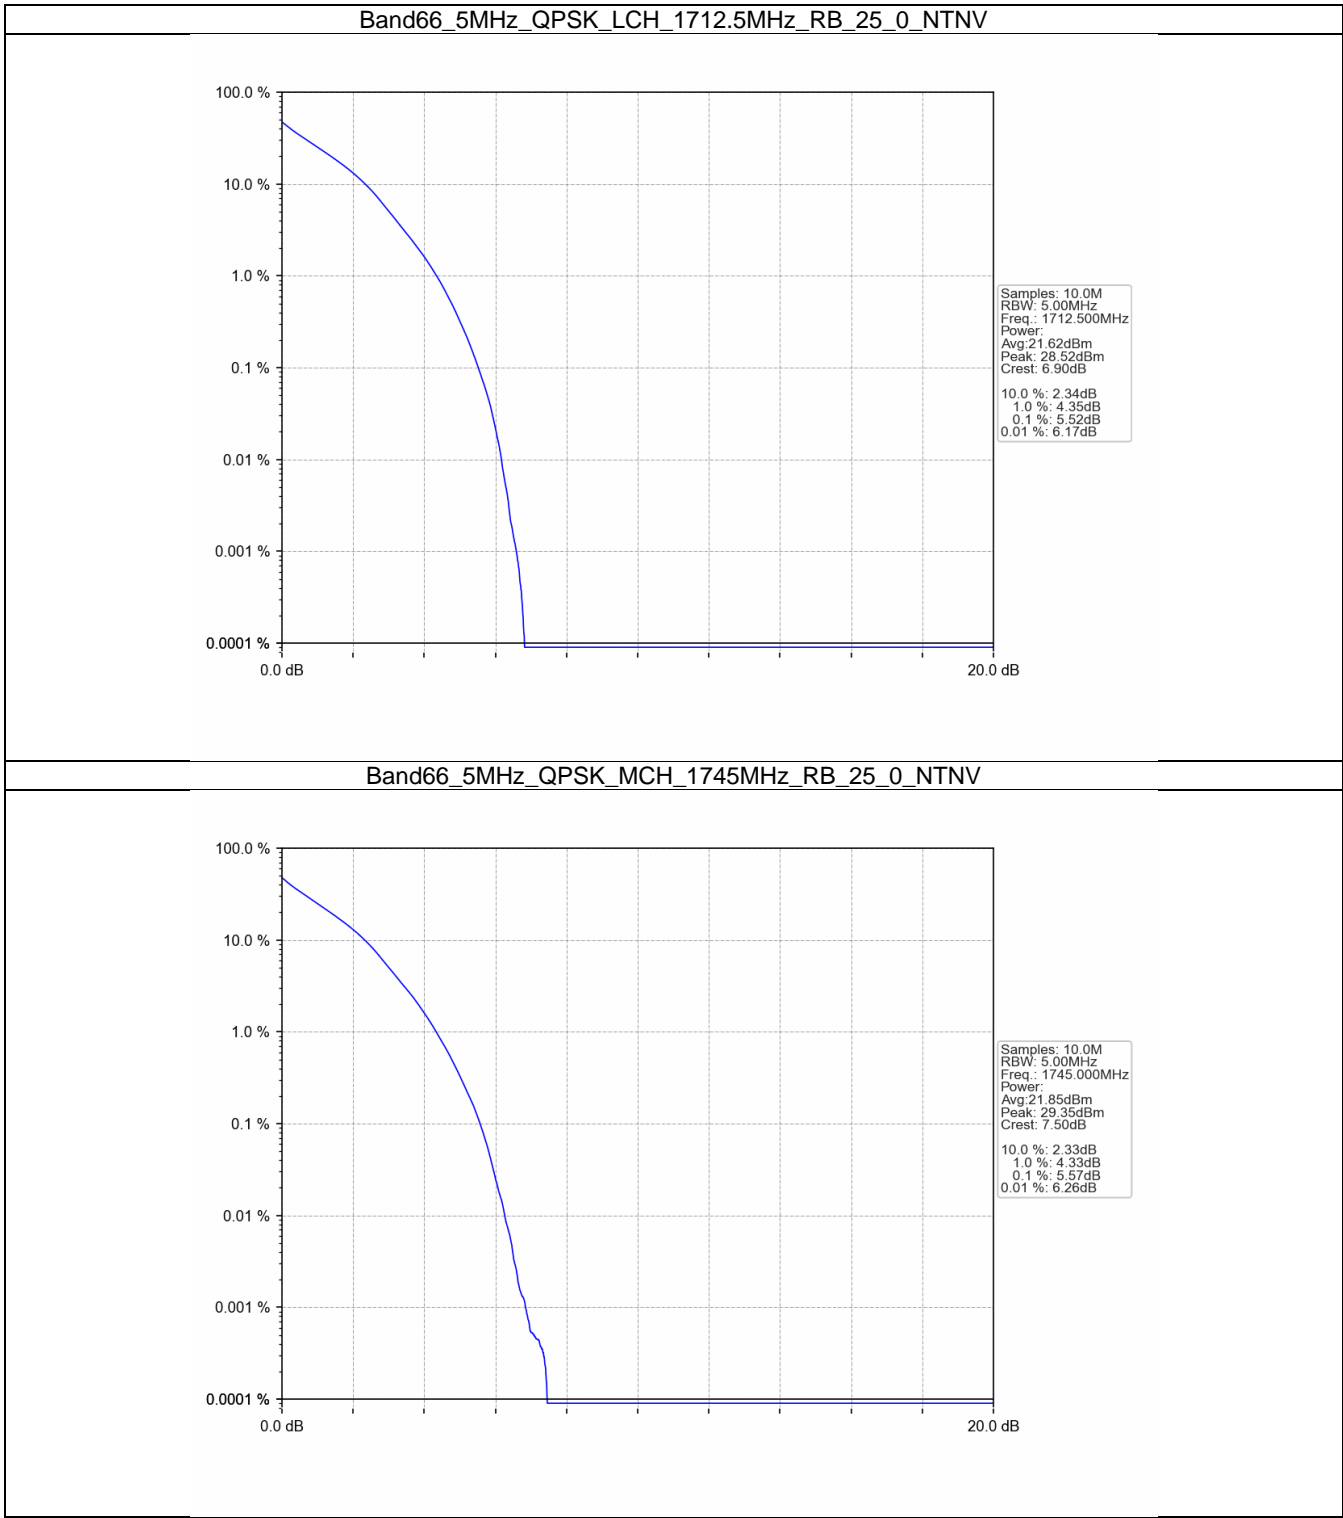 Band66_5MHz_QPSK_LCH_1712.5MHz_RB_25_0_NTNV
100.0 %
10.0 %
1.0 %
0.1 %
0.01 %
0.001 %
0.0001 %
0.0 dB
20.0 dB
Samples: 10.0M
RBW: 5.00MHz
Freq.: 1712.500MHz
Power:
Avg:21.62dBm
Peak: 28.52dBm
Crest: 6.90dB
10.0 %: 2.34dB
1.0 %: 4.35dB
0.1 %: 5.52dB
0.01 %: 6.17dB
Band66_5MHz_QPSK_MCH_1745MHz_RB_25_0_NTNV
100.0 %
10.0 %
1.0 %
0.1 %
0.01 %
0.001 %
0.0001 %
0.0 dB
20.0 dB
Samples: 10.0M
RBW: 5.00MHz
Freq.: 1745.000MHz
Power:
Avg:21.85dBm
Peak: 29.35dBm
Crest: 7.50dB
10.0 %: 2.33dB
1.0 %: 4.33dB
0.1 %: 5.57dB
0.01 %: 6.26dB